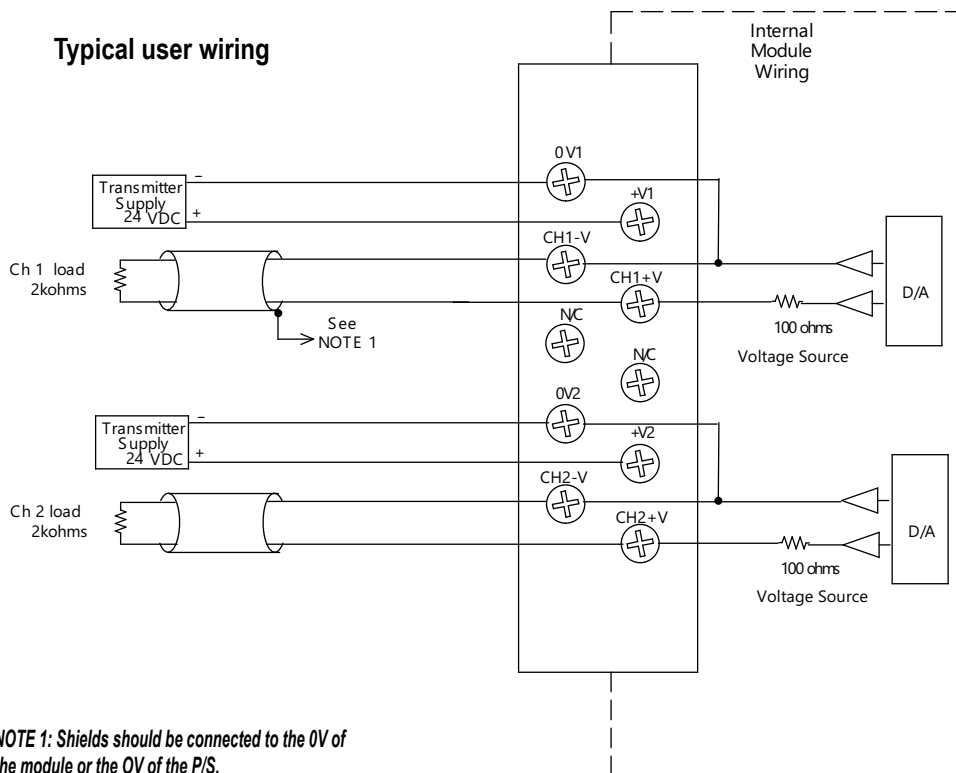 Typical user wiring
Internal
Module
Wiring
0V1
Transmitter
Supply
24 VDC
–
+
+V1
CH1-V
Ch 1 load
2kohms
CH1+V
D/A
See
NOTE 1
N/C
100 ohms
Voltage Source
N/C
0V2
Transmitter
Supply
24 VDC
–
+
+V2
CH2-V
Ch 2 load
2kohms
CH2+V
D/A
100 ohms
Voltage Source
NOTE 1: Shields should be connected to the 0V of
the module or the OV of the P/S.